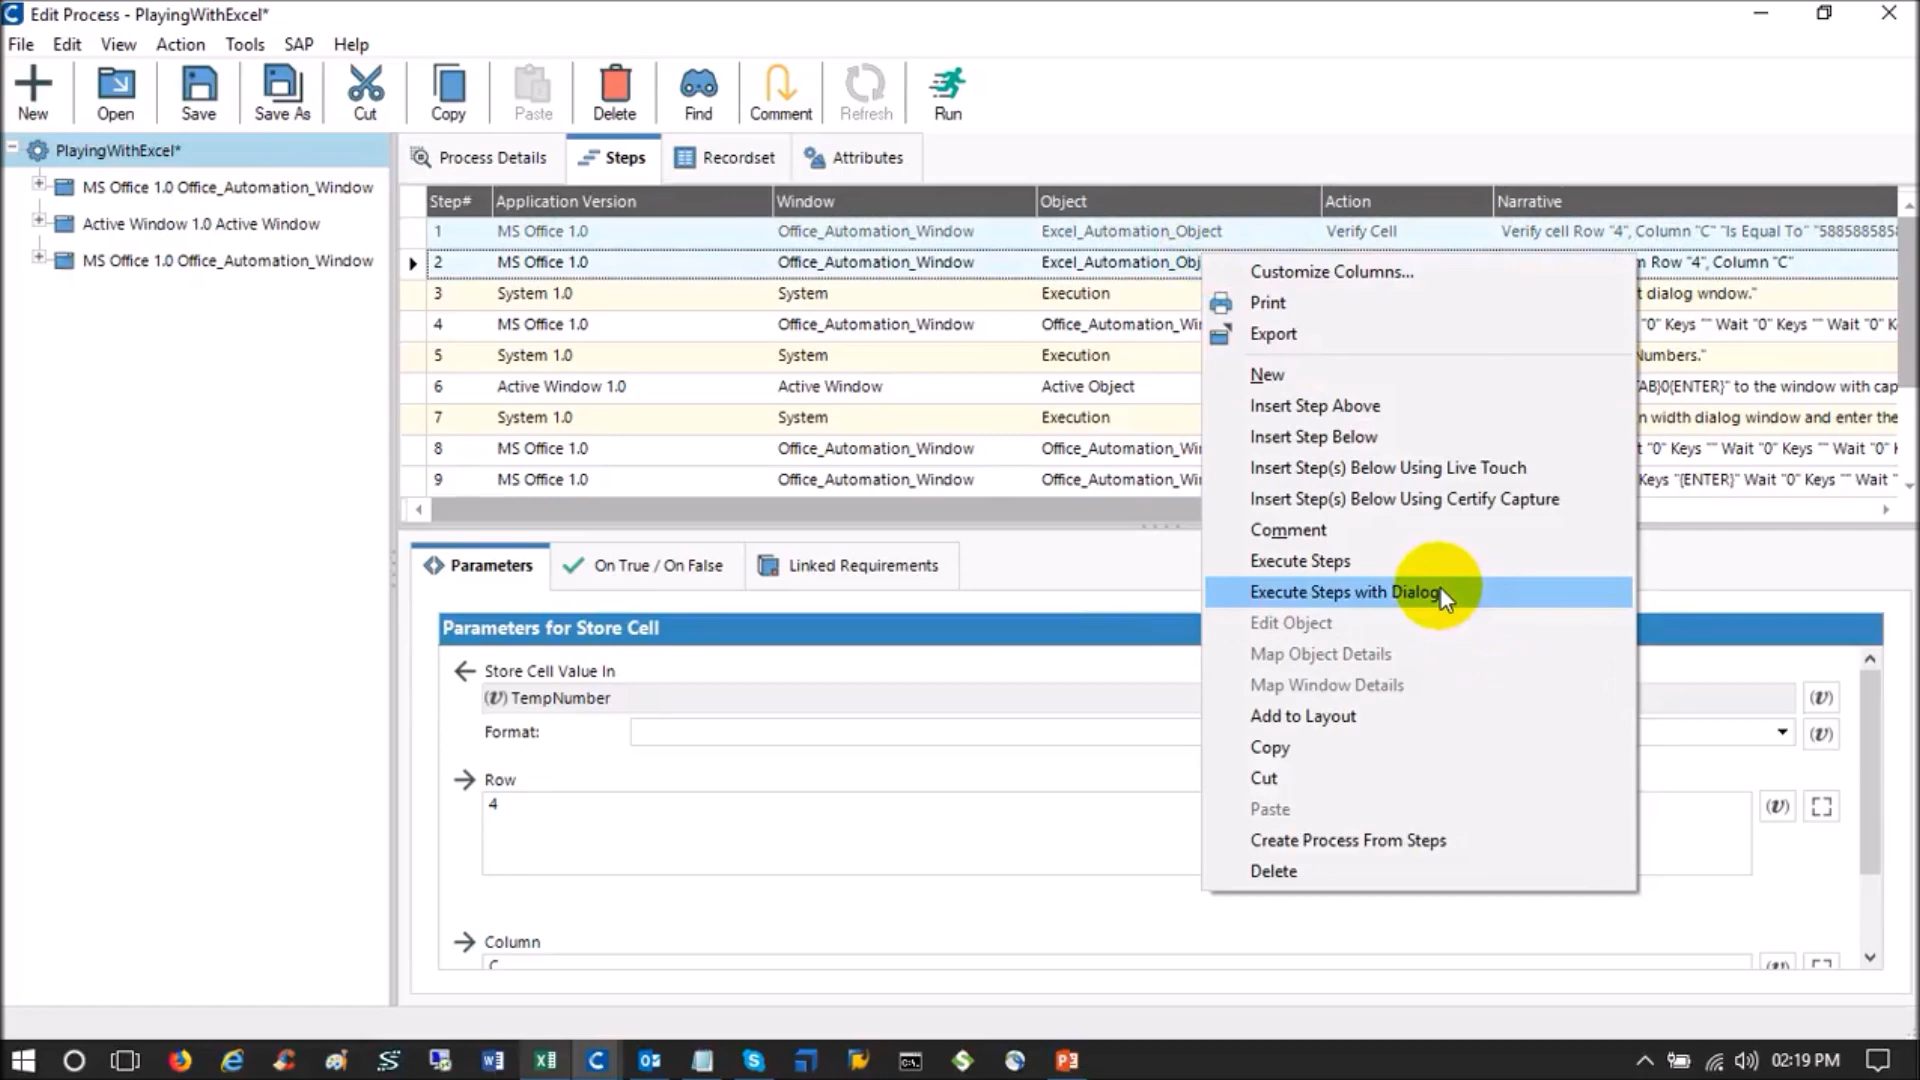 Edit Process - PlayingWithExcel*
File Edit View Action Tools SAP Help
New Open Save Save As Cut Copy Paste Delete Find Comment Refresh Run
PlayingWithExcel*
MS Office 1.0 Office_Automation_Window
Active Window 1.0 Active Window
MS Office 1.0 Office_Automation_Window
Process Details Steps Recordset Attributes
Step# Application Version Window Object Action Narrative
1 MS Office 1.0 Office_Automation_Window Excel_Automation_Object Verify Cell Verify cell Row "4", Column "C" "Is Equal To" "588588585
2 MS Office 1.0 Office_Automation_Window Excel_Automation_Obj Row "4", Column "C"
3 System 1.0 System Execution t dialog wndow."
4 MS Office 1.0 Office_Automation_Window Office_Automation_Wi "0" Keys "" Wait "0" Keys "" Wait "0" K
5 System 1.0 System Execution Numbers."
6 Active Window 1.0 Active Window Active Object AB}0{ENTER}" to the window with cap
7 System 1.0 System Execution n width dialog window and enter the
8 MS Office 1.0 Office_Automation_Window Office_Automation_Wi "0" Keys "" Wait "0" Keys "" Wait "0"
9 MS Office 1.0 Office_Automation_Window Office_Automation_Wi Keys "{ENTER}" Wait "0" Keys "" Wait "
Customize Columns...
Print
Export
New
Insert Step Above
Insert Step Below
Insert Step(s) Below Using Live Touch
Insert Step(s) Below Using Certify Capture
Comment
Execute Steps
Execute Steps with Dialog
Edit Object
Map Object Details
Map Window Details
Add to Layout
Copy
Cut
Paste
Create Process From Steps
Delete
Parameters On True / On False Linked Requirements
Parameters for Store Cell
Store Cell Value In
(v) TempNumber (v)
Format: (v)
Row
4 (v)
Column
C
02:19 PM